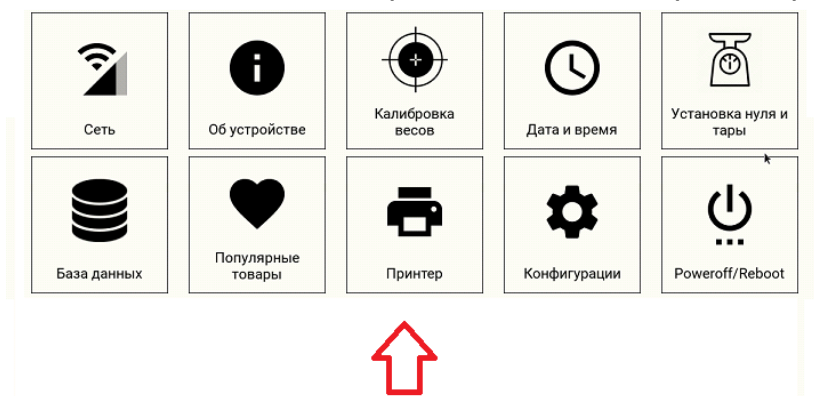 Сеть
Об устройстве
Калибровка
весов
Дата и время
Установка нуля и
тары
База данных
Популярные
товары
Принтер
Конфигурации
Poweroff/Reboot